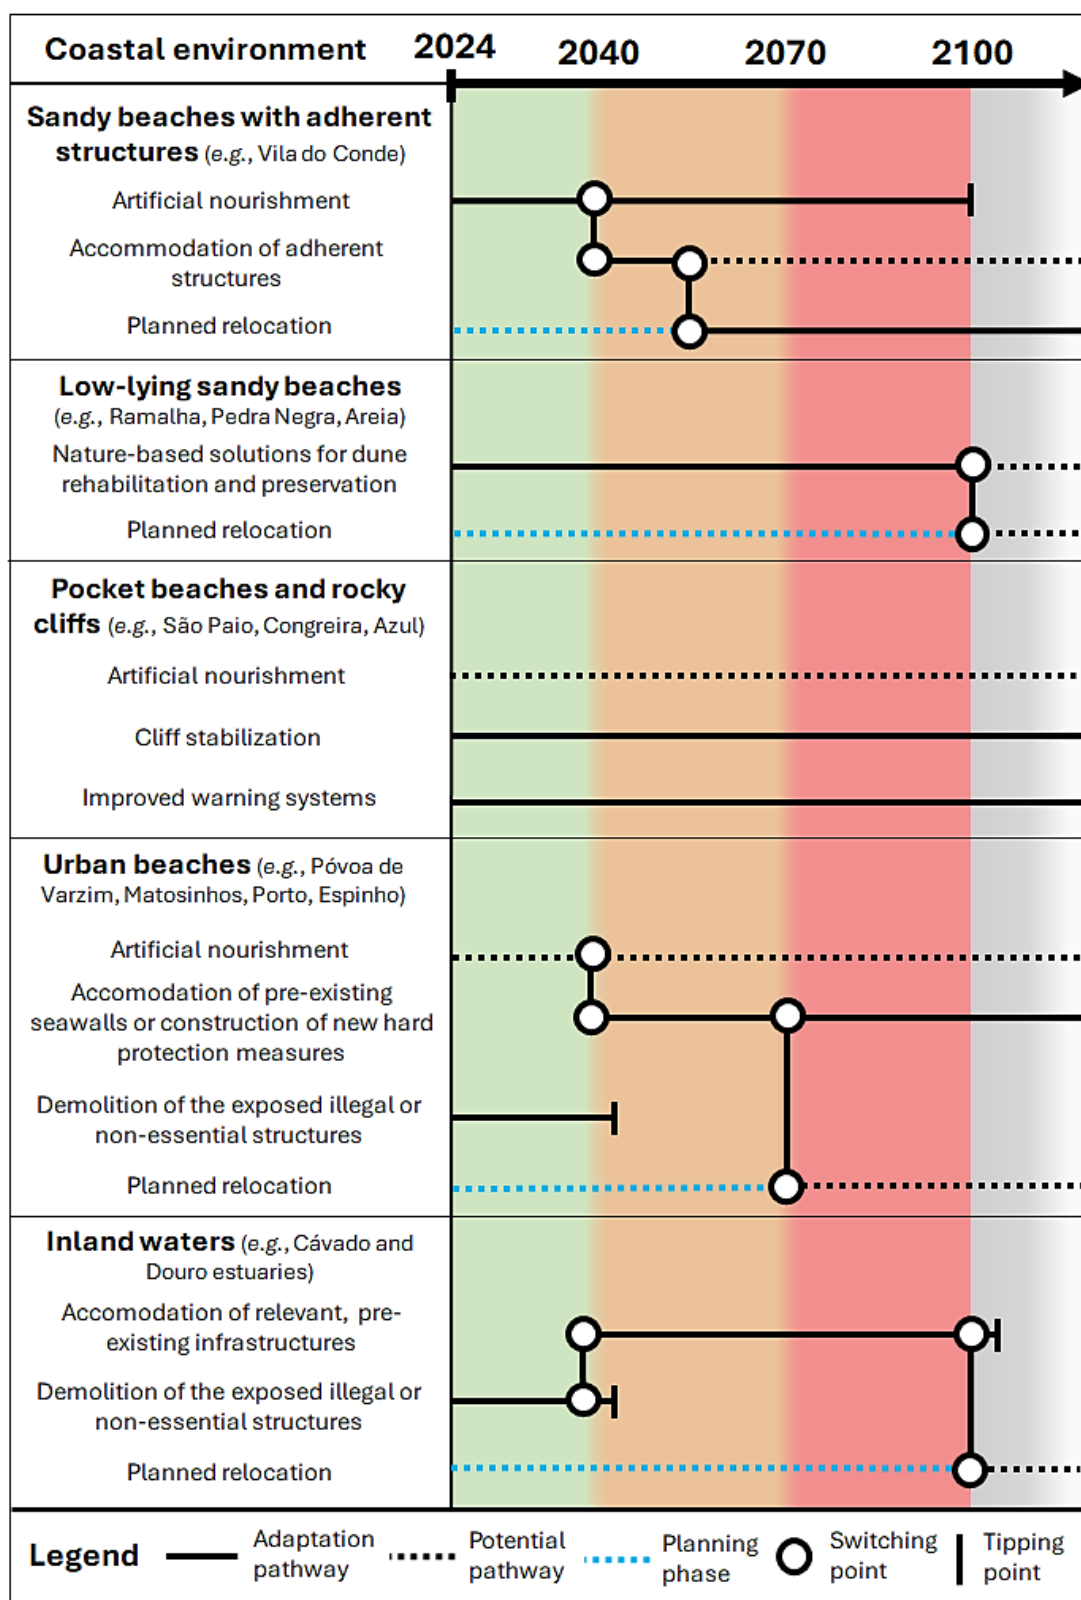 Coastal environment 2024 2040 2070 2100
Sandy beaches with adherent
structures (e.g., Vila do Conde)
Artificial nourishment
Accommodation of adherent
structures
Planned relocation
Low-lying sandy beaches
(e.g., Ramalha, Pedra Negra, Areia)
Nature-based solutions for dune
rehabilitation and preservation
Planned relocation
Pocket beaches and rocky
cliffs (e.g., São Paio, Congreira, Azul)
Artificial nourishment
Cliff stabilization
Improved warning systems
Urban beaches (e.g., Póvoa de
Varzim, Matosinhos, Porto, Espinho)
Artificial nourishment
Accomodation of pre-existing
seawalls or construction of new hard
protection measures
Demolition of the exposed illegal or
non-essential structures
Planned relocation
Inland waters (e.g., Cávado and
Douro estuaries)
Accomodation of relevant, pre-
existing infrastructures
Demolition of the exposed illegal or
non-essential structures
Planned relocation
Legend
Adaptation
pathway
Potential
pathway
Planning
phase
Switching
point
Tipping
point